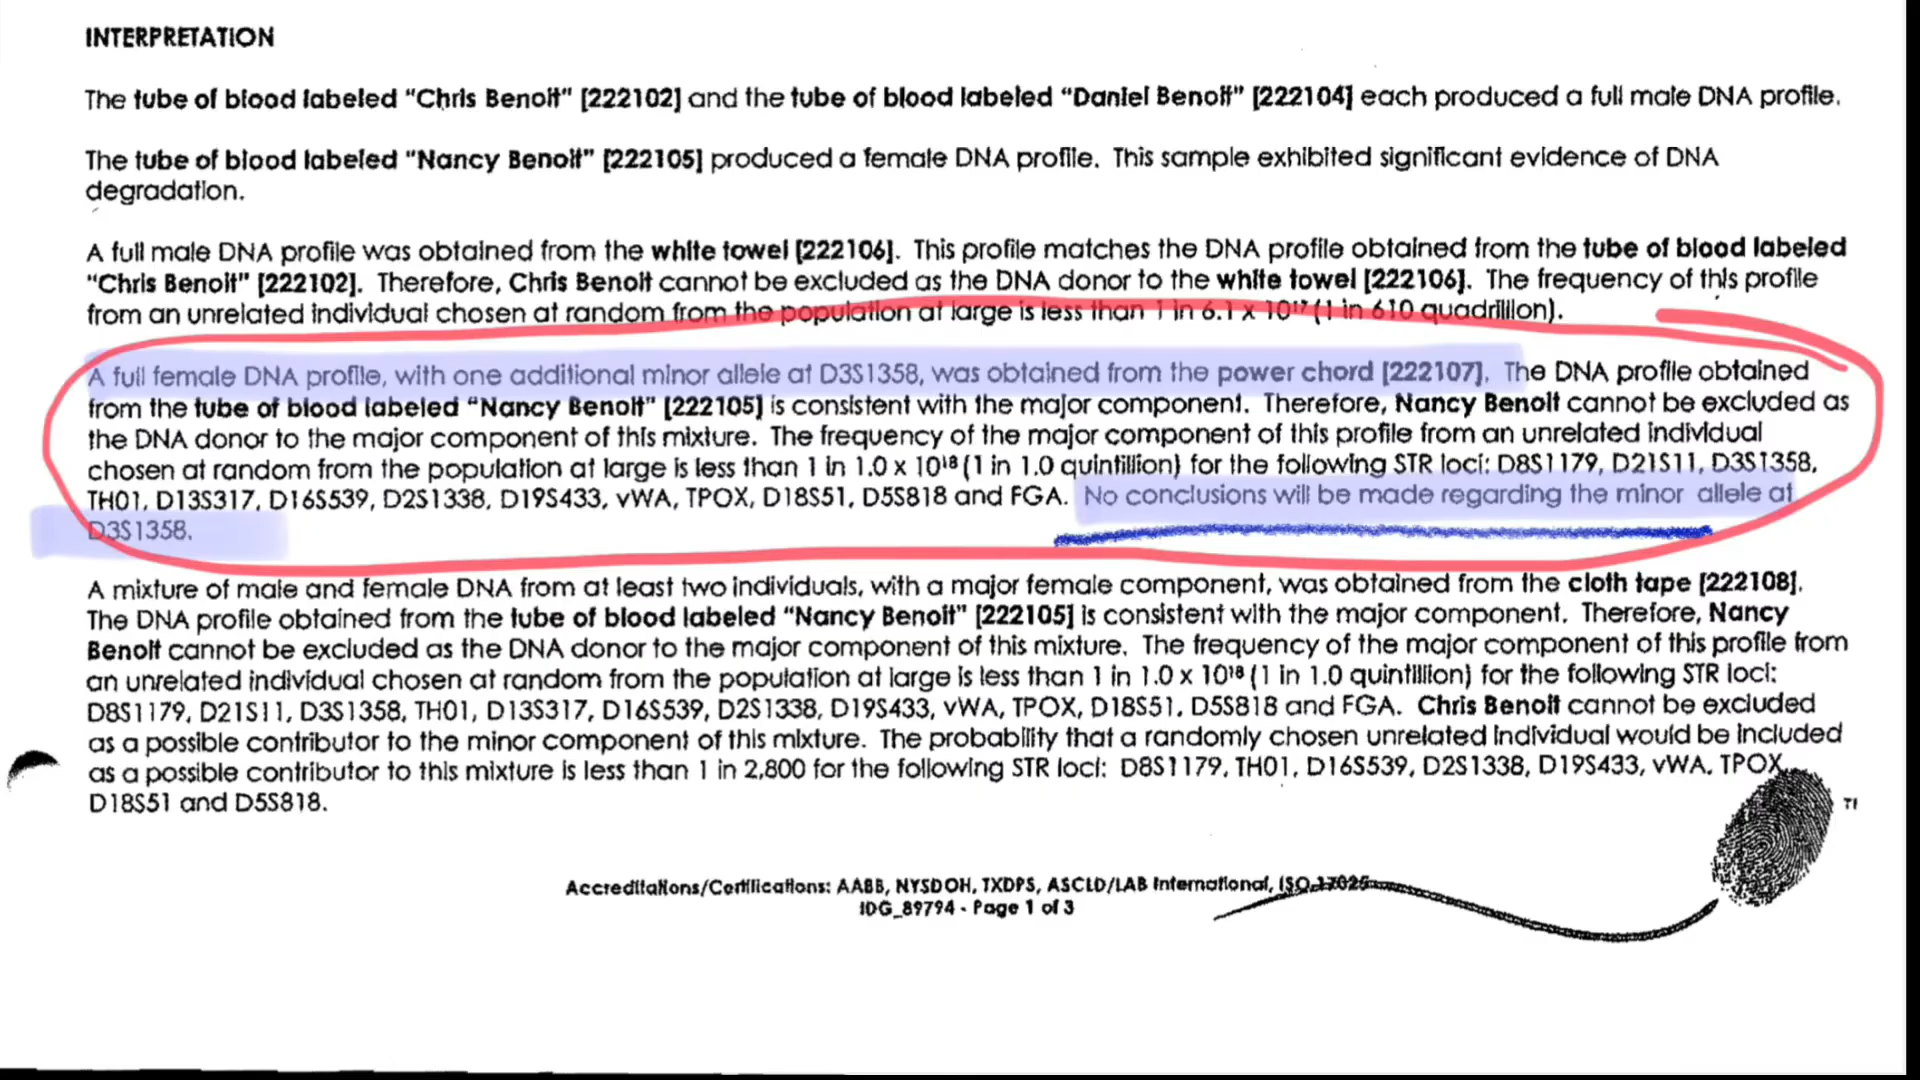 INTERPRETATION
The tube of blood labeled "Chris Benoit" [222102] and the tube of blood labeled "Daniel Benoit" [222104] each produced a full male DNA profile.
The tube of blood labeled "Nancy Benoit" [222105] produced a female DNA profile. This sample exhibited significant evidence of DNA
degradation.
A full male DNA profile was obtained from the white towel [222106]. This profile matches the DNA profile obtained from the tube of blood labeled
"Chris Benoit" [222102]. Therefore, Chris Benoit cannot be excluded as the DNA donor to the white towel [222106]. The frequency of this profile
from an unrelated individual chosen at random from the population at large is less than 1 in 6.1 x 10¹⁷ (1 in 610 quadrillion).
A full female DNA profile, with one additional minor allele at D3S1358, was obtained from the power chord [222107]. The DNA profile obtained
from the tube of blood labeled "Nancy Benoit" [222105] is consistent with the major component. Therefore, Nancy Benoit cannot be excluded as
the DNA donor to the major component of this mixture. The frequency of the major component of this profile from an unrelated individual
chosen at random from the population at large is less than 1 in 1.0 x 10¹⁸ (1 in 1.0 quintillion) for the following STR loci: D8S1179, D21S11, D3S1358,
TH01, D13S317, D16S539, D2S1338, D19S433, vWA, TPOX, D18S51, D5S818 and FGA. No conclusions will be made regarding the minor allele at
D3S1358.
A mixture of male and female DNA from at least two individuals, with a major female component, was obtained from the cloth tape [222108].
The DNA profile obtained from the tube of blood labeled "Nancy Benoit" [222105] is consistent with the major component. Therefore, Nancy
Benoit cannot be excluded as the DNA donor to the major component of this mixture. The frequency of the major component of this profile from
an unrelated individual chosen at random from the population at large is less than 1 in 1.0 x 10¹⁸ (1 in 1.0 quintillion) for the following STR loci:
D8S1179, D21S11, D3S1358, TH01, D13S317, D16S539, D2S1338, D19S433, vWA, TPOX, D18S51, D5S818 and FGA. Chris Benoit cannot be excluded
as a possible contributor to the minor component of this mixture. The probability that a randomly chosen unrelated individual would be included
as a possible contributor to this mixture is less than 1 in 2,800 for the following STR loci: D8S1179, TH01, D16S539, D2S1338, D19S433, vWA, TPOX,
D18S51 and D5S818.
Accreditations/Certifications: AABB, NYSDOH, TXDPS, ASCLD/LAB International, ISO 17025
IDG_89794 - Page 1 of 3